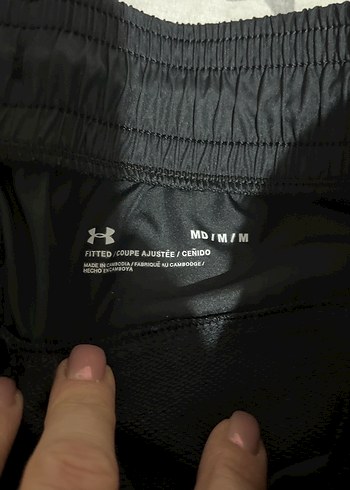 MD / M / M
FITTED / COUPE AJUSTÉE / CEÑIDO
MADE IN CAMBODIA / FABRIQUÉ AU CAMBODGE /
HECHO EN CAMBOYA